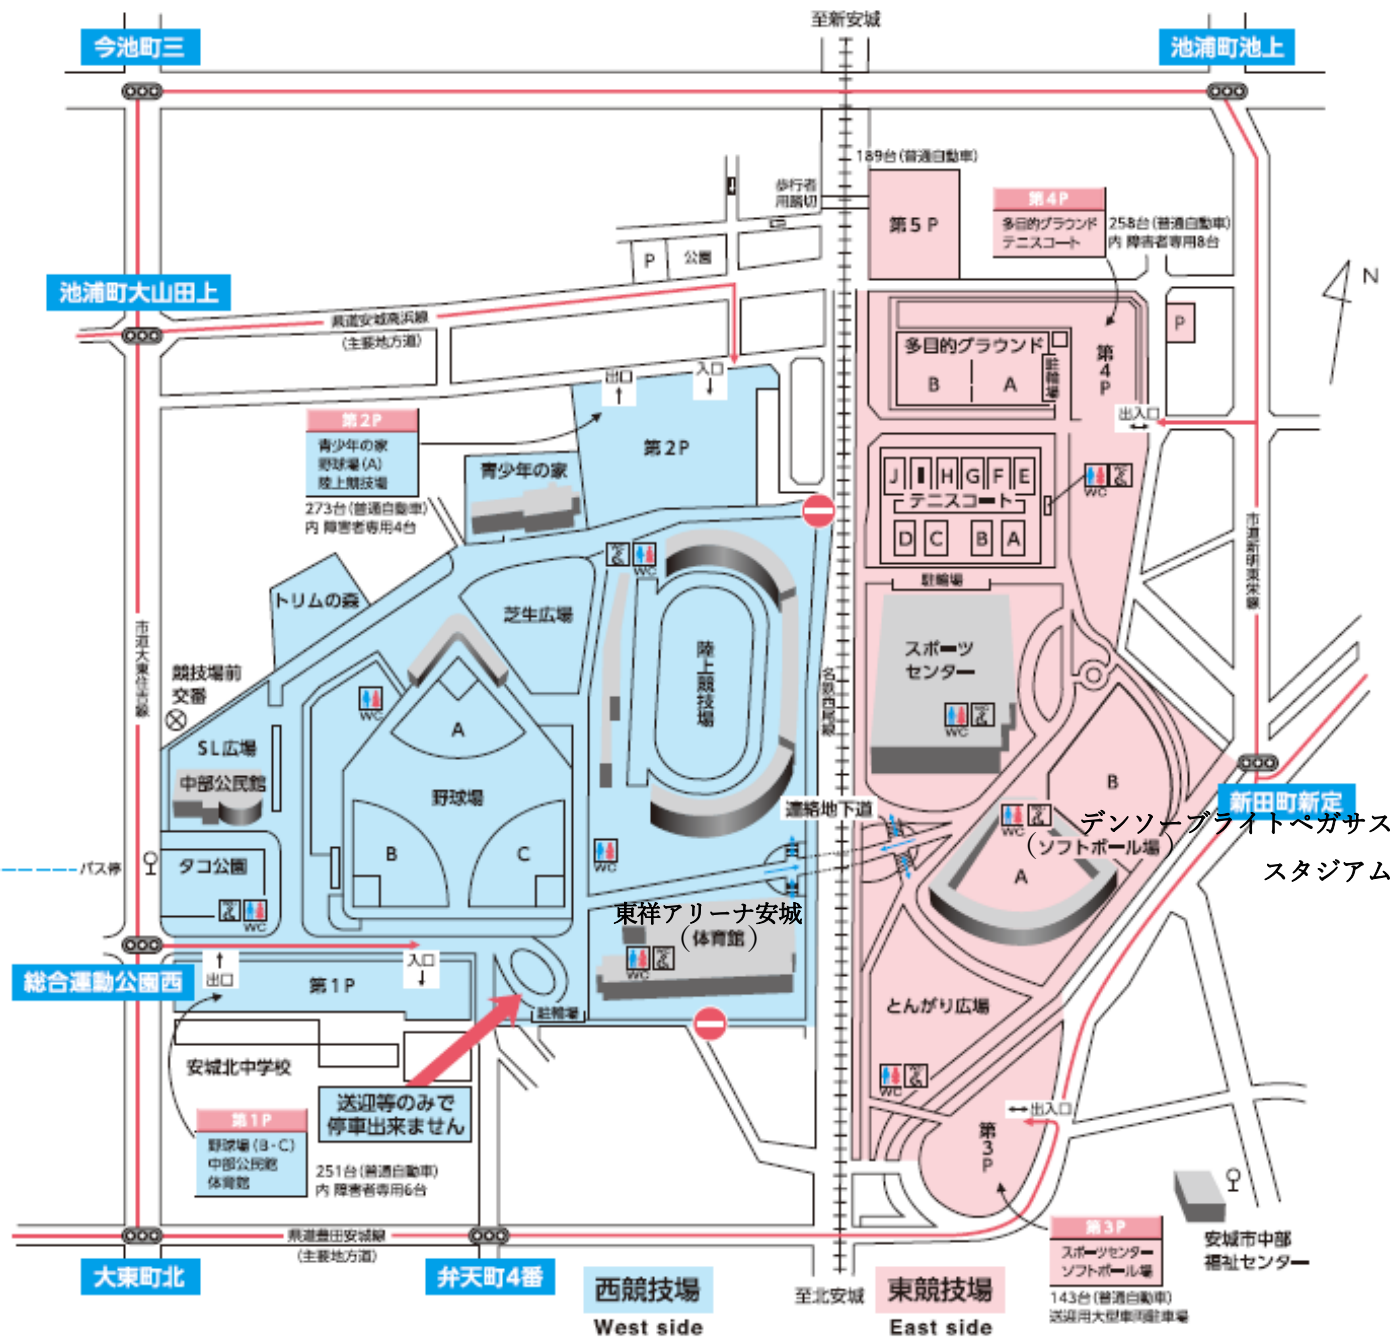 至新安城
今池町三
池浦町池上
189台(普通自動車)
歩行者
用踏切
第5P
第4P
多目的グラウンド
テニスコート
258台(普通自動車)
内 障害者専用8台
N
P
公園
池浦町大山田上
県道安城高浜線
(主要地方道)
P
多目的グラウンド
B
A
駐輪場
第4P
出口
入口
出入口
第2P
青少年の家
野球場(A)
陸上競技場
273台(普通自動車)
内 障害者専用4台
第2P
青少年の家
J
I
H
G
F
E
テニスコート
D
C
B
A
WC
市道新明東栄線
WC
駐輪場
トリムの森
芝生広場
市道大東住吉線
競技場前
交番
陸上競技場
名鉄西尾線
スポーツ
センター
WC
WC
A
SL広場
中部公民館
野球場
B
C
B
新田町新定
連絡地下道
WC
デンソーブライトペガサス
(ソフトボール場)
スタジアム
A
バス停
タコ公園
WC
WC
東祥アリーナ安城
(体育館)
WC
総合運動公園西
出口
第1P
入口
駐輪場
とんがり広場
安城北中学校
WC
送迎等のみで
停車出来ません
第1P
野球場(B・C)
中部公民館
体育館
251台(普通自動車)
内 障害者専用6台
出入口
第3P
安城市中部
福祉センター
第3P
スポーツセンター
ソフトボール場
143台(普通自動車)
送迎用大型車両駐車場
県道豊田安城線
(主要地方道)
大東町北
弁天町4番
西競技場
West side
至北安城
東競技場
East side